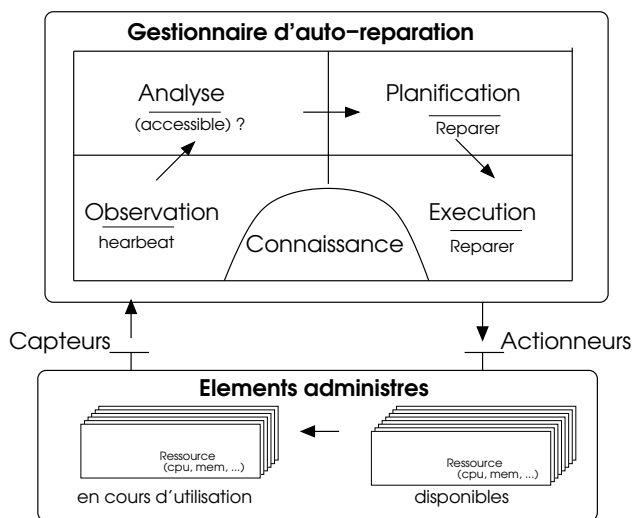 Gestionnaire d'auto-reparation
Analyse
(accessible) ?
Planification
Reparer
Observation
hearbeat
Connaissance
Execution
Reparer
Capteurs
Actionneurs
Elements administres
Ressource
(cpu, mem, ...)
en cours d'utilisation
Ressource
(cpu, mem, ...)
disponibles